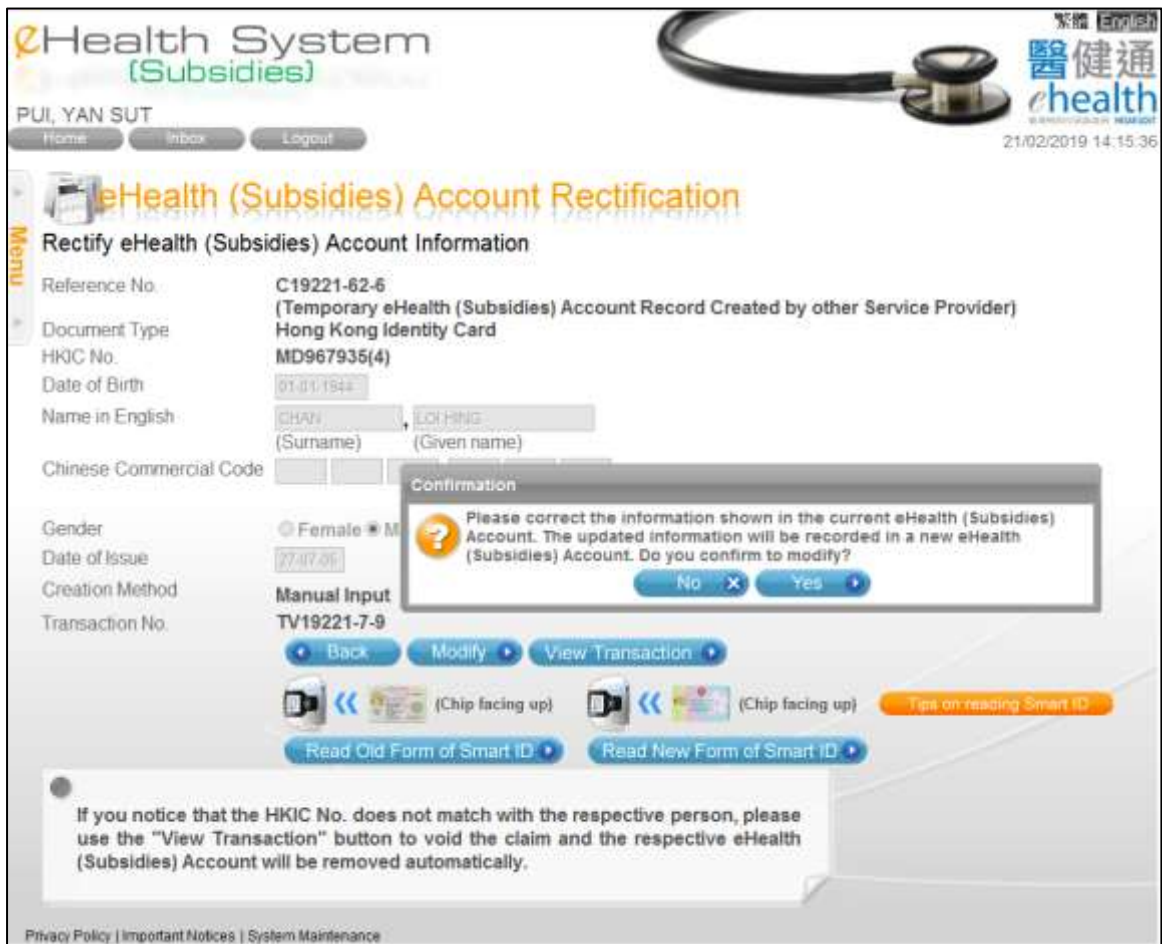 繁體 English
eHealth System
(Subsidies)
醫健通
ehealth
PUI, YAN SUT
Home Inbox Logout
21/02/2019 14:15:36
Menu
eHealth (Subsidies) Account Rectification
Rectify eHealth (Subsidies) Account Information
Reference No. C19221-62-6
(Temporary eHealth (Subsidies) Account Record Created by other Service Provider)
Document Type Hong Kong Identity Card
HKIC No. MD967935(4)
Date of Birth 01-01-1944
Name in English CHAN , LOI HING
(Surname) (Given name)
Chinese Commercial Code
Confirmation
Please correct the information shown in the current eHealth (Subsidies)
Account. The updated information will be recorded in a new eHealth
(Subsidies) Account. Do you confirm to modify?
No Yes
Gender Female M
Date of Issue 27-07-06
Creation Method Manual Input
Transaction No. TV19221-7-9
Back Modify View Transaction
(Chip facing up) (Chip facing up) Tips on reading Smart ID
Read Old Form of Smart ID Read New Form of Smart ID
If you notice that the HKIC No. does not match with the respective person, please
use the "View Transaction" button to void the claim and the respective eHealth
(Subsidies) Account will be removed automatically.
Privacy Policy | Important Notices | System Maintenance